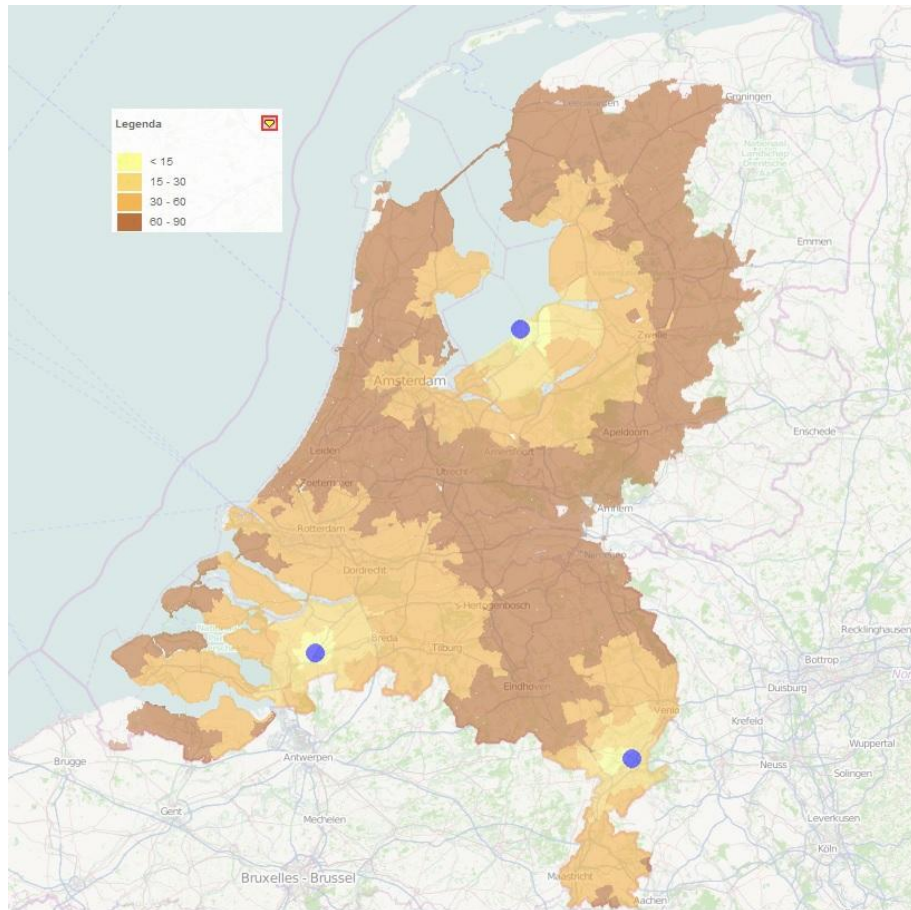 Groningen
Legenda
< 15
15 - 30
30 - 60
60 - 90
Emmen
Zwolle
Amsterdam
Enschede
Apeldoorn
Amersfoort
Leiden
Utrecht
Zoetermeer
Arnhem
Rotterdam
Nijmegen
Dordrecht
's-Hertogenbosch
Recklinghausen
Breda
Tilburg
Bottrop
Eindhoven
Duisburg
Venlo
Krefeld
Antwerpen
Wuppertal
Brugge
Neuss
Solingen
Gent
Mechelen
Leverkusen
Köln
Bruxelles - Brussel
Maastricht
Aachen